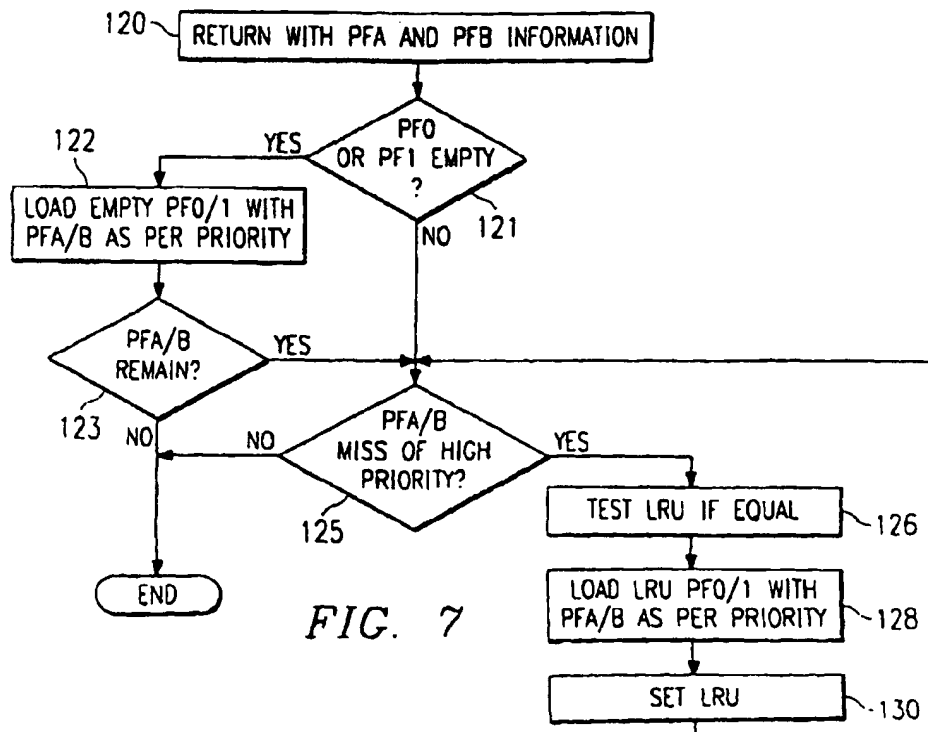 120
RETURN WITH PFA AND PFB INFORMATION
PF0
OR PF1 EMPTY
?
YES
121
NO
122
LOAD EMPTY PF0/1 WITH
PFA/B AS PER PRIORITY
PFA/B
REMAIN?
YES
123
NO
PFA/B
MISS OF HIGH
PRIORITY?
NO
YES
125
TEST LRU IF EQUAL
126
LOAD LRU PF0/1 WITH
PFA/B AS PER PRIORITY
128
SET LRU
130
END
FIG. 7